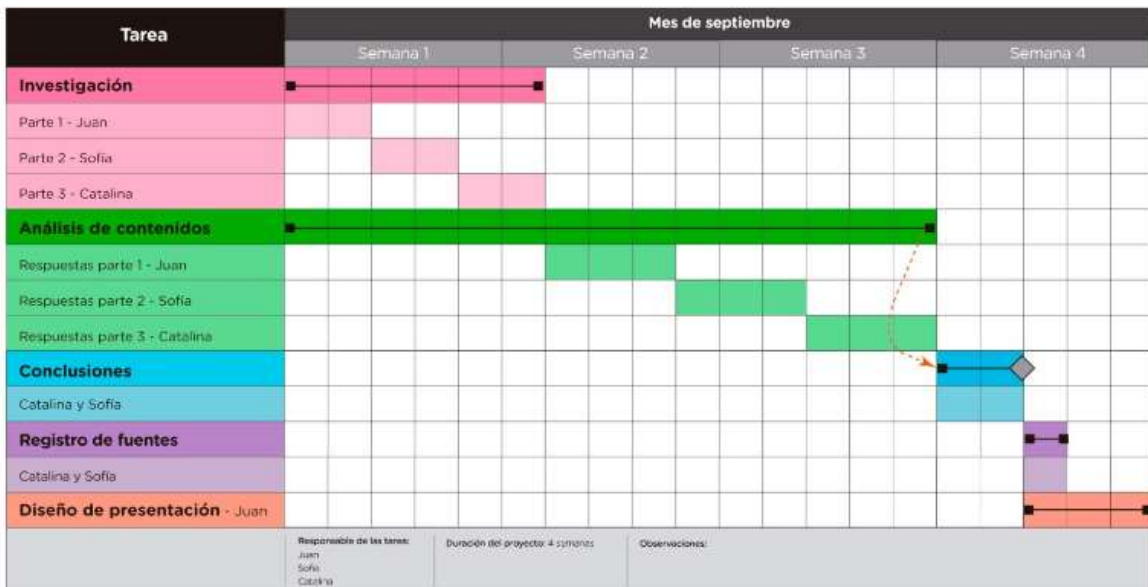 Tarea
Mes de septiembre
Semana 1
Semana 2
Semana 3
Semana 4
Investigación
Parte 1 - Juan
Parte 2 - Sofía
Parte 3 - Catalina
Análisis de contenidos
Respuestas parte 1 - Juan
Respuestas parte 2 - Sofía
Respuestas parte 3 - Catalina
Conclusiones
Catalina y Sofía
Registro de fuentes
Catalina y Sofía
Diseño de presentación - Juan
Responsable de las tareas:
Juan
Sofía
Catalina
Duración del proyecto: 4 semanas
Observaciones: